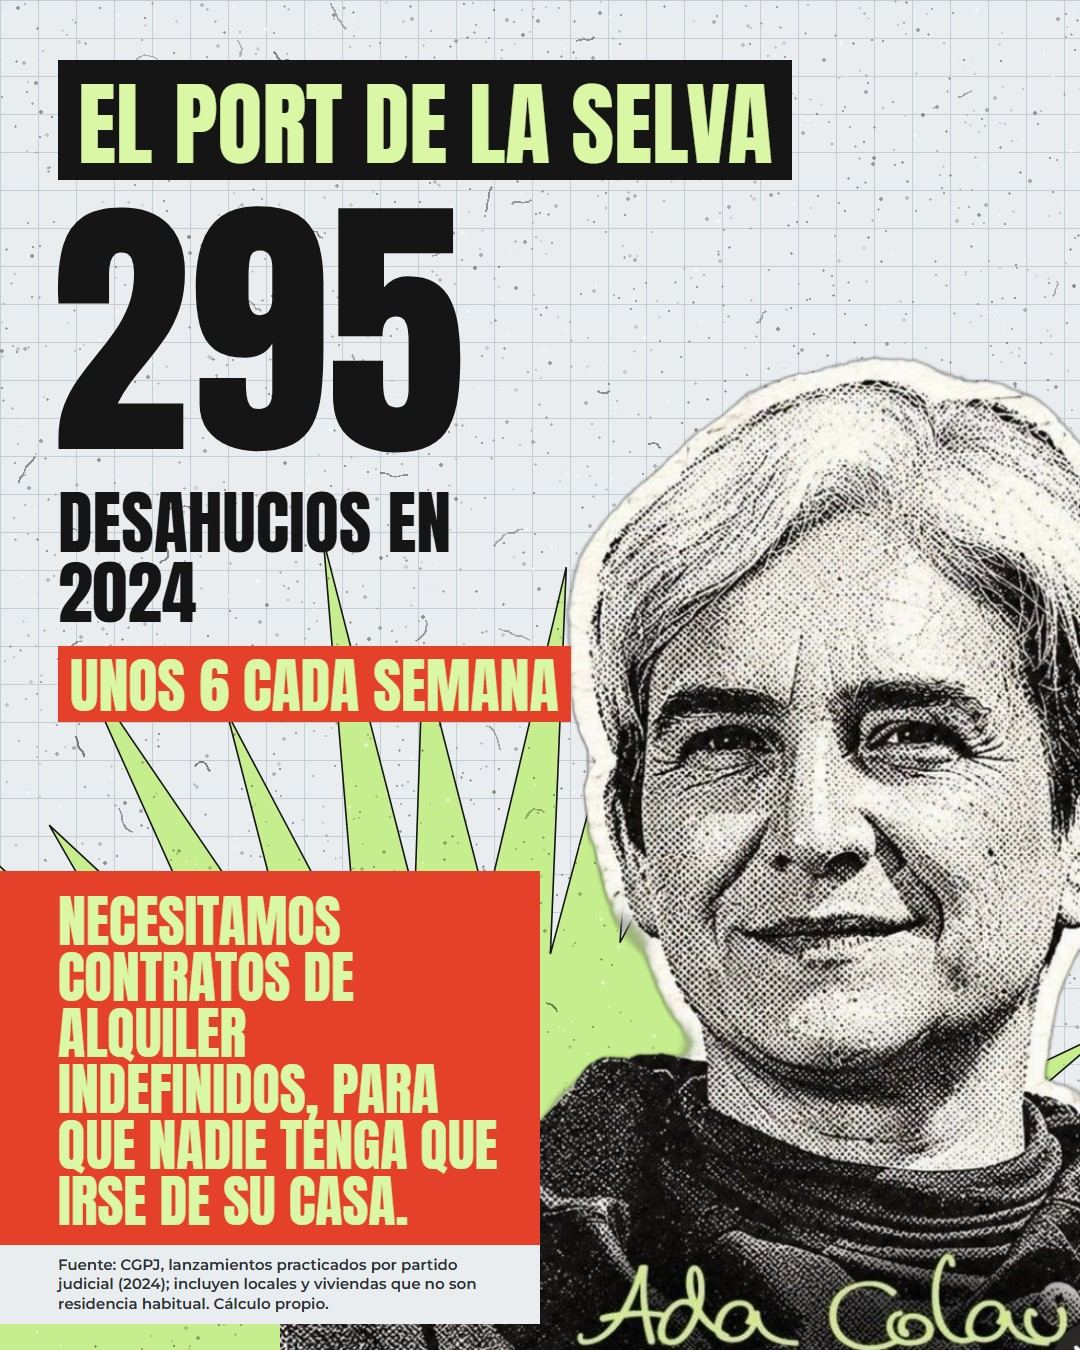 EL PORT DE LA SELVA
295
DESAHUCIOS EN
2024
UNOS 6 CADA SEMANA
NECESITAMOS
CONTRATOS DE
ALQUILER
INDEFINIDOS, PARA
QUE NADIE TENGA QUE
IRSE DE SU CASA.
Fuente: CGPJ, lanzamientos practicados por partido
judicial (2024); incluyen locales y viviendas que no son
residencia habitual. Cálculo propio.
Ada Colau